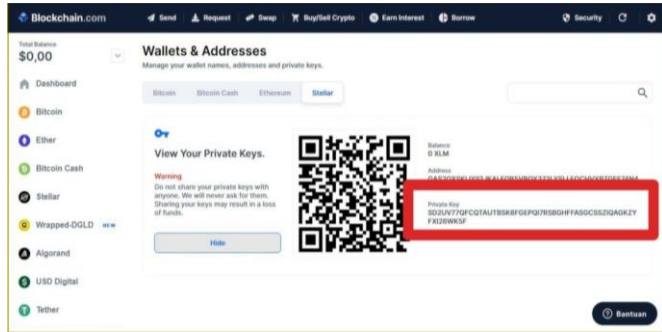 Blockchain.com
Send
Request
Swap
Buy/Sell Crypto
Earn Interest
Borrow
Security
Total Balance
$0,00
Dashboard
Bitcoin
Ether
Bitcoin Cash
Stellar
Wrapped-DGLD NEW
Algorand
USD Digital
Tether
Wallets & Addresses
Manage your wallet names, addresses and private keys.
Bitcoin
Bitcoin Cash
Ethereum
Stellar
View Your Private Keys.
Warning
Do not share your private keys with
anyone. We will never ask for them.
Sharing your keys may result in a loss
of funds.
Hide
Balance
0 XLM
Address
Private Key
Bantuan